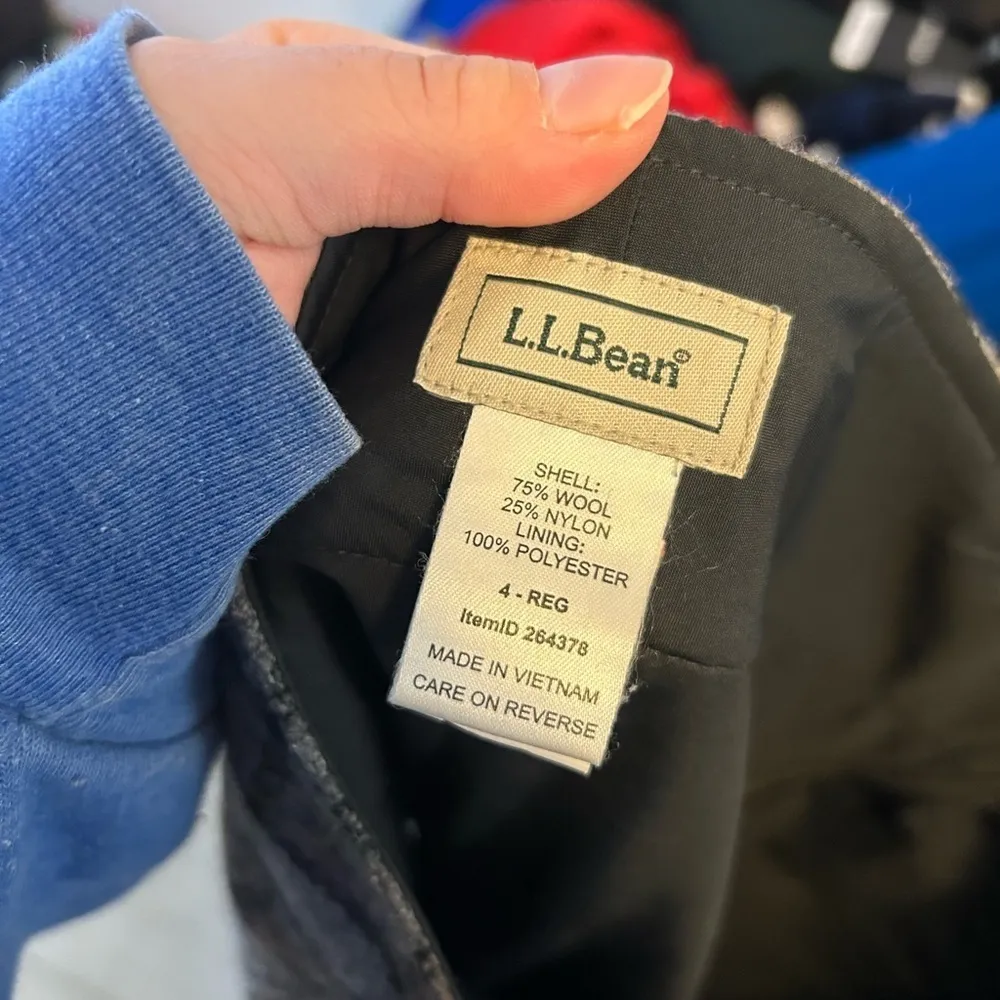 L.L.Bean®
SHELL:
75% WOOL
25% NYLON
LINING:
100% POLYESTER
4 - REG
ItemID 264378
MADE IN VIETNAM
CARE ON REVERSE